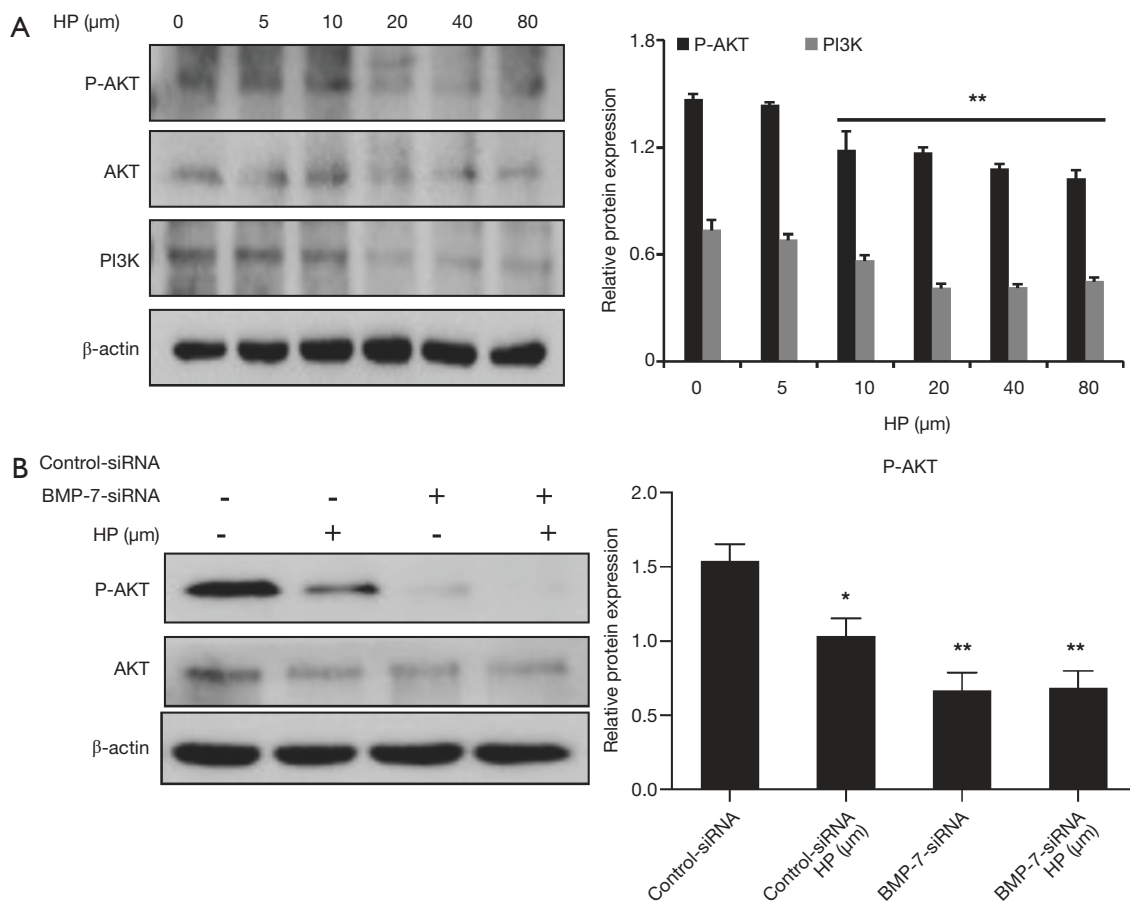 A
HP (µm) 0 5 10 20 40 80
P-AKT
AKT
PI3K
β-actin
1.8
1.2
0.6
0
Relative protein expression
P-AKT PI3K
**
0 5 10 20 40 80
HP (µm)
B
Control-siRNA
BMP-7-siRNA - - + +
HP (µm) - + - +
P-AKT
AKT
β-actin
P-AKT
2.0
1.5
1.0
0.5
0.0
Relative protein expression
*
**
**
Control-siRNA
Control-siRNA
HP (µm)
BMP-7-siRNA
BMP-7-siRNA
HP (µm)